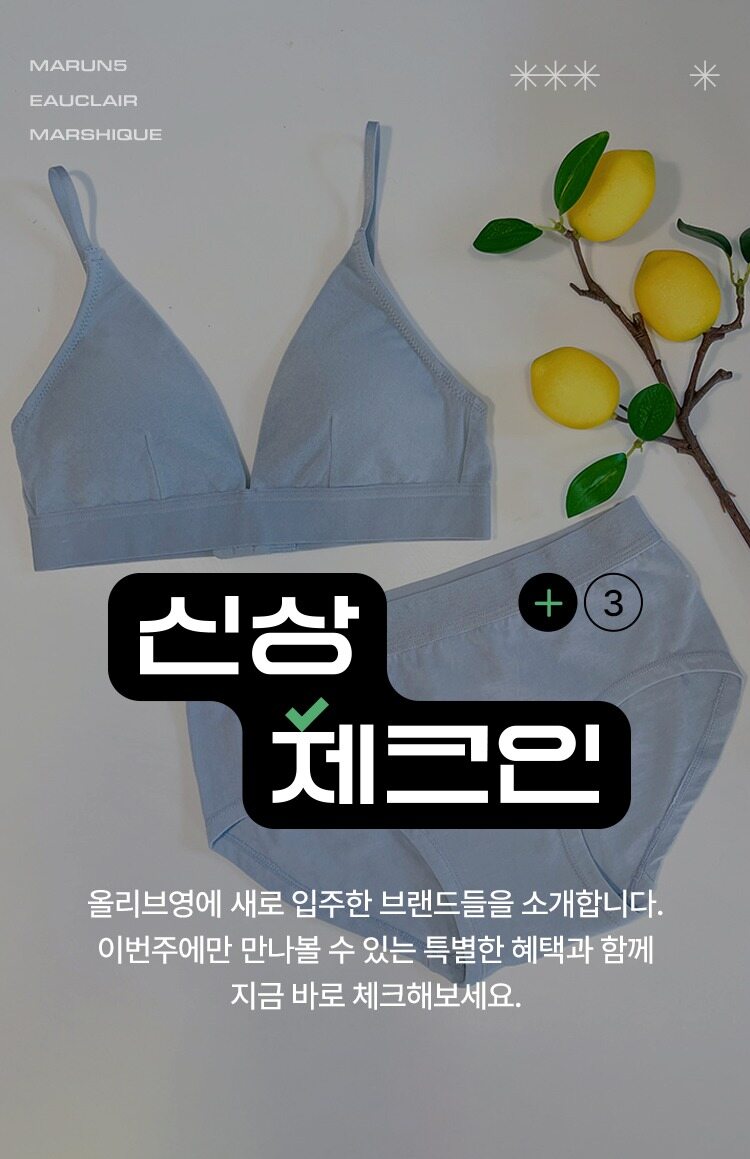 MARUN5
EAUCLAIR
MARSHIQUE
신상
3
체크인
올리브영에 새로 입주한 브랜드들을 소개합니다.
이번주에만 만나볼 수 있는 특별한 혜택과 함께
지금 바로 체크해보세요.